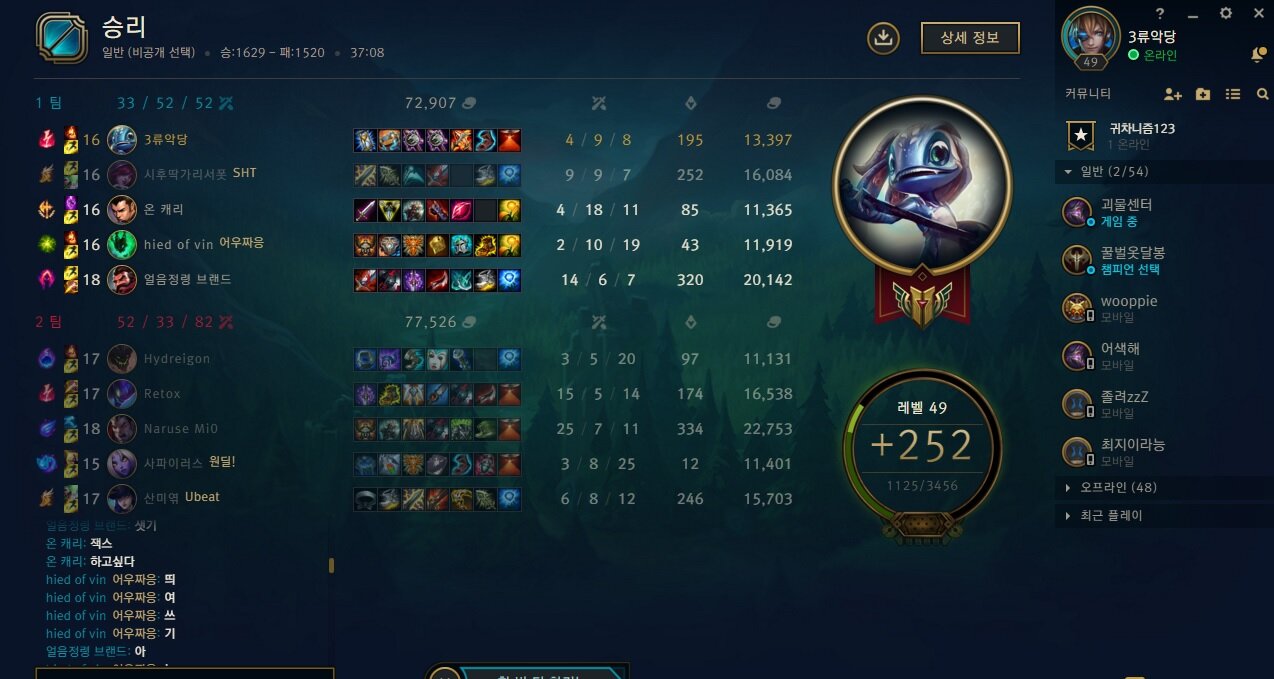 승리
일반 (비공개 선택) • 승:1629 - 패:1520 • 37:08
상세 정보
1 팀 33 / 52 / 52 72,907
16 3류악당 4 / 9 / 8 195 13,397
16 시후딱가리서폿 SHT 9 / 9 / 7 252 16,084
16 온 캐리 4 / 18 / 11 85 11,365
16 hied of vin 어우짜응 2 / 10 / 19 43 11,919
18 얼음정령 브랜드 14 / 6 / 7 320 20,142
2 팀 52 / 33 / 82 77,526
17 Hydreigon 3 / 5 / 20 97 11,131
17 Retox 15 / 5 / 14 174 16,538
18 Naruse Mi0 25 / 7 / 11 334 22,753
15 사파이러스 원딜! 3 / 8 / 25 12 11,401
17 산미엮 Ubeat 6 / 8 / 12 246 15,703
레벨 49
+252
1125/3456
얼음정령 브랜드: 셋기
온 캐리: 잭스
온 캐리: 하고싶다
hied of vin 어우짜응: 띄
hied of vin 어우짜응: 여
hied of vin 어우짜응: 쓰
hied of vin 어우짜응: 기
얼음정령 브랜드: 아
?
49
3류악당
온라인
커뮤니티
귀차니즘123
1 온라인
일반 (2/54)
괴물센터
게임 중
꿀벌옷달봉
챔피언 선택
wooppie
모바일
어색해
모바일
졸려zzZ
모바일
최지이라능
모바일
오프라인 (48)
최근 플레이